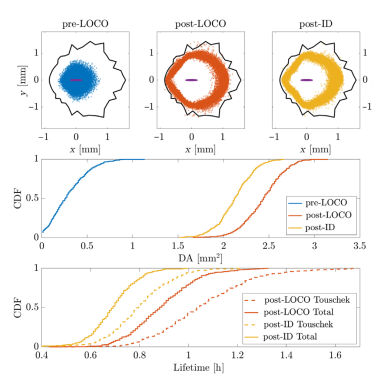 pre-LOCO post-LOCO post-ID
y [mm]
1
0
−1
−1 0 1 −1 0 1 −1 0 1
x [mm] x [mm] x [mm]
CDF
1
0.5
0
pre-LOCO
post-LOCO
post-ID
0 0.5 1 1.5 2 2.5 3 3.5
DA [mm²]
CDF
1
0.5
0
post-LOCO Touschek
post-LOCO Total
post-ID Touschek
post-ID Total
0.4 0.6 0.8 1 1.2 1.4 1.6
Lifetime [h]